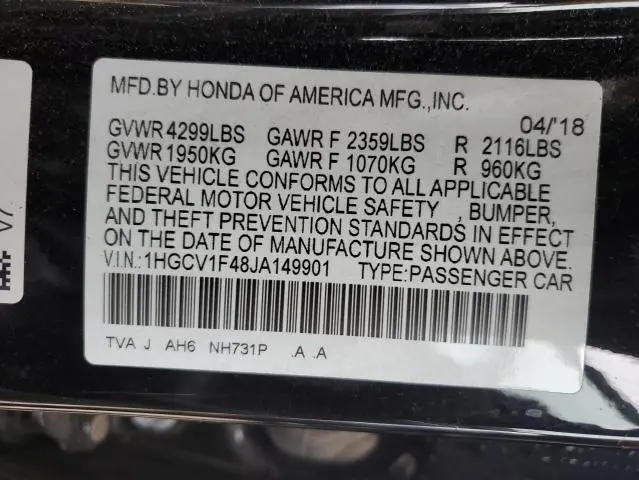 MFD.BY HONDA OF AMERICA MFG.,INC.
04/'18
GVWR 4299LBS GAWR F 2359LBS R 2116LBS
GVWR 1950KG GAWR F 1070KG R 960KG
THIS VEHICLE CONFORMS TO ALL APPLICABLE
FEDERAL MOTOR VEHICLE SAFETY , BUMPER,
AND THEFT PREVENTION STANDARDS IN EFFECT
ON THE DATE OF MANUFACTURE SHOWN ABOVE.
V.I.N.:1HGCV1F48JA149901 TYPE:PASSENGER CAR
TVA J AH6 NH731P .A .A
V7